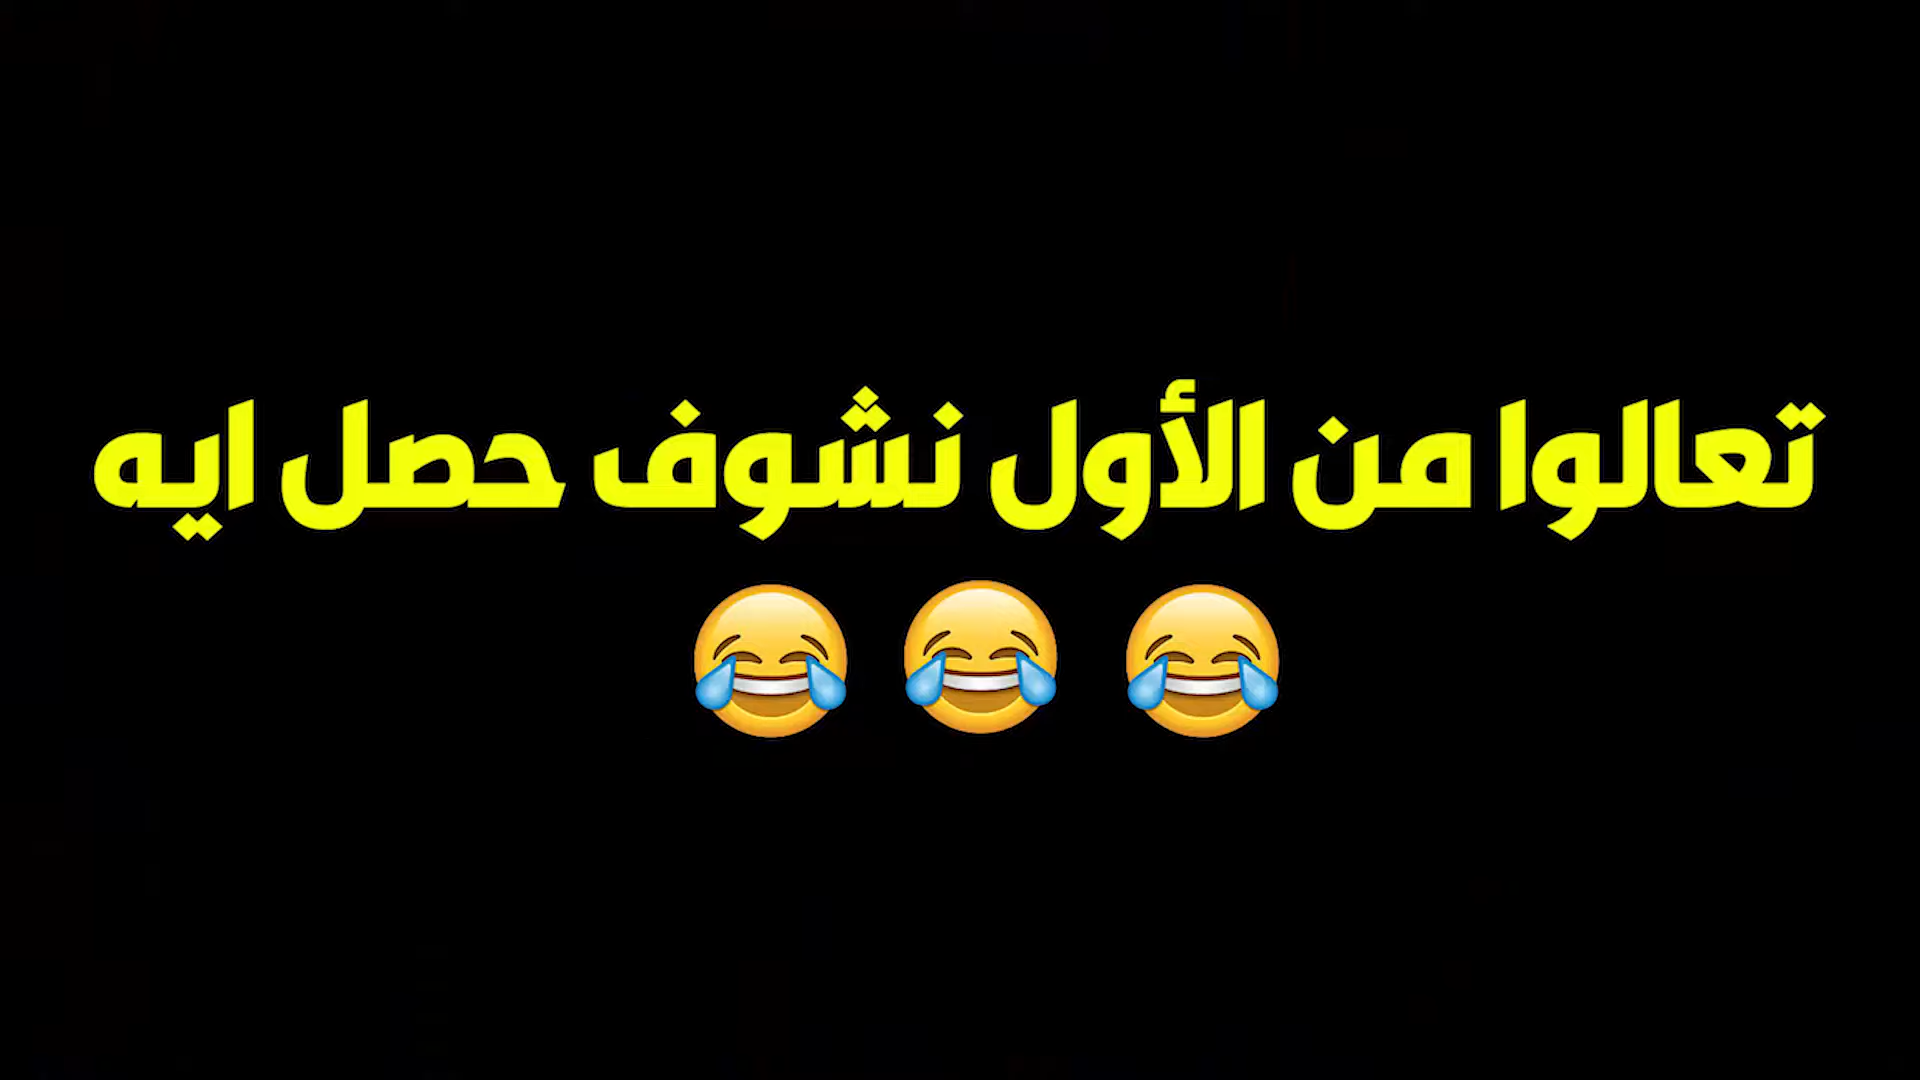 تعالوا من الأول نشوف حصل ايه
😂 😂 😂